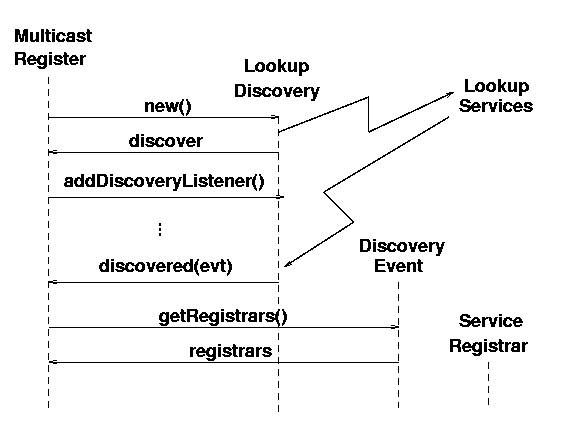 Multicast
Register
Lookup
Discovery
Lookup
Services
new()
discover
addDiscoveryListener()
Discovery
Event
discovered(evt)
getRegistrars()
Service
Registrar
registrars